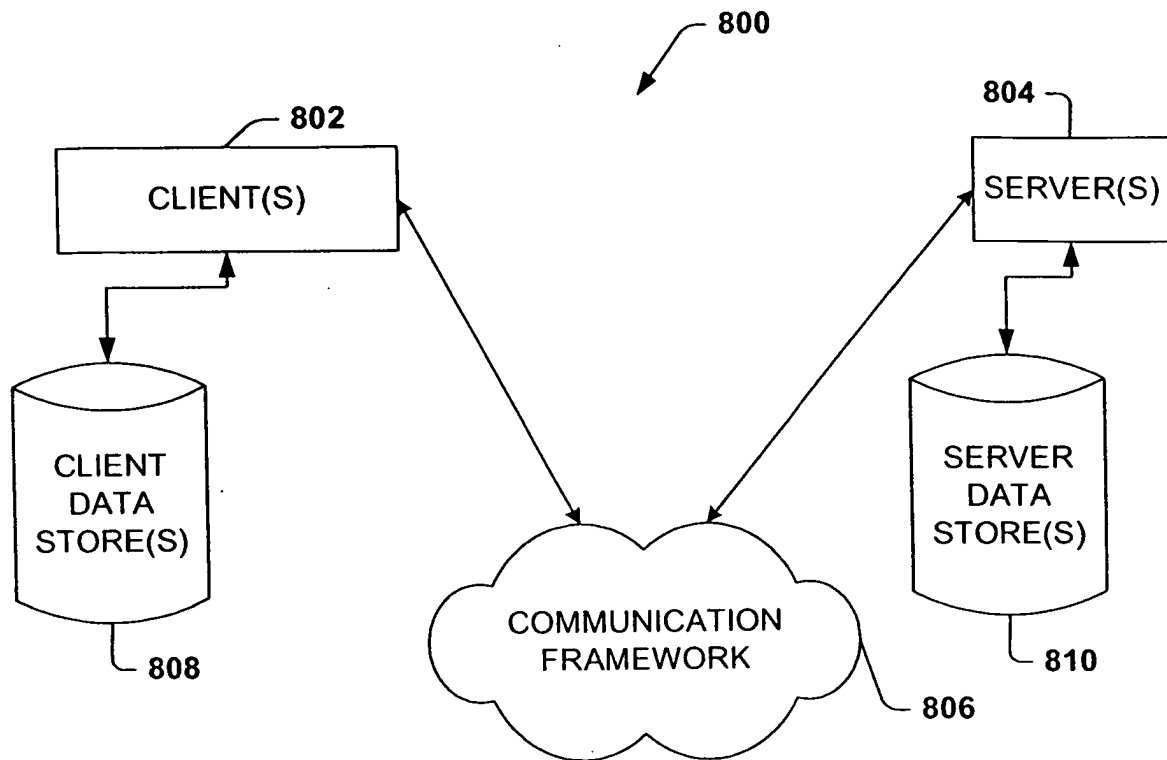 800
802
804
CLIENT(S)
SERVER(S)
CLIENT
DATA
STORE(S)
SERVER
DATA
STORE(S)
COMMUNICATION
FRAMEWORK
808
810
806